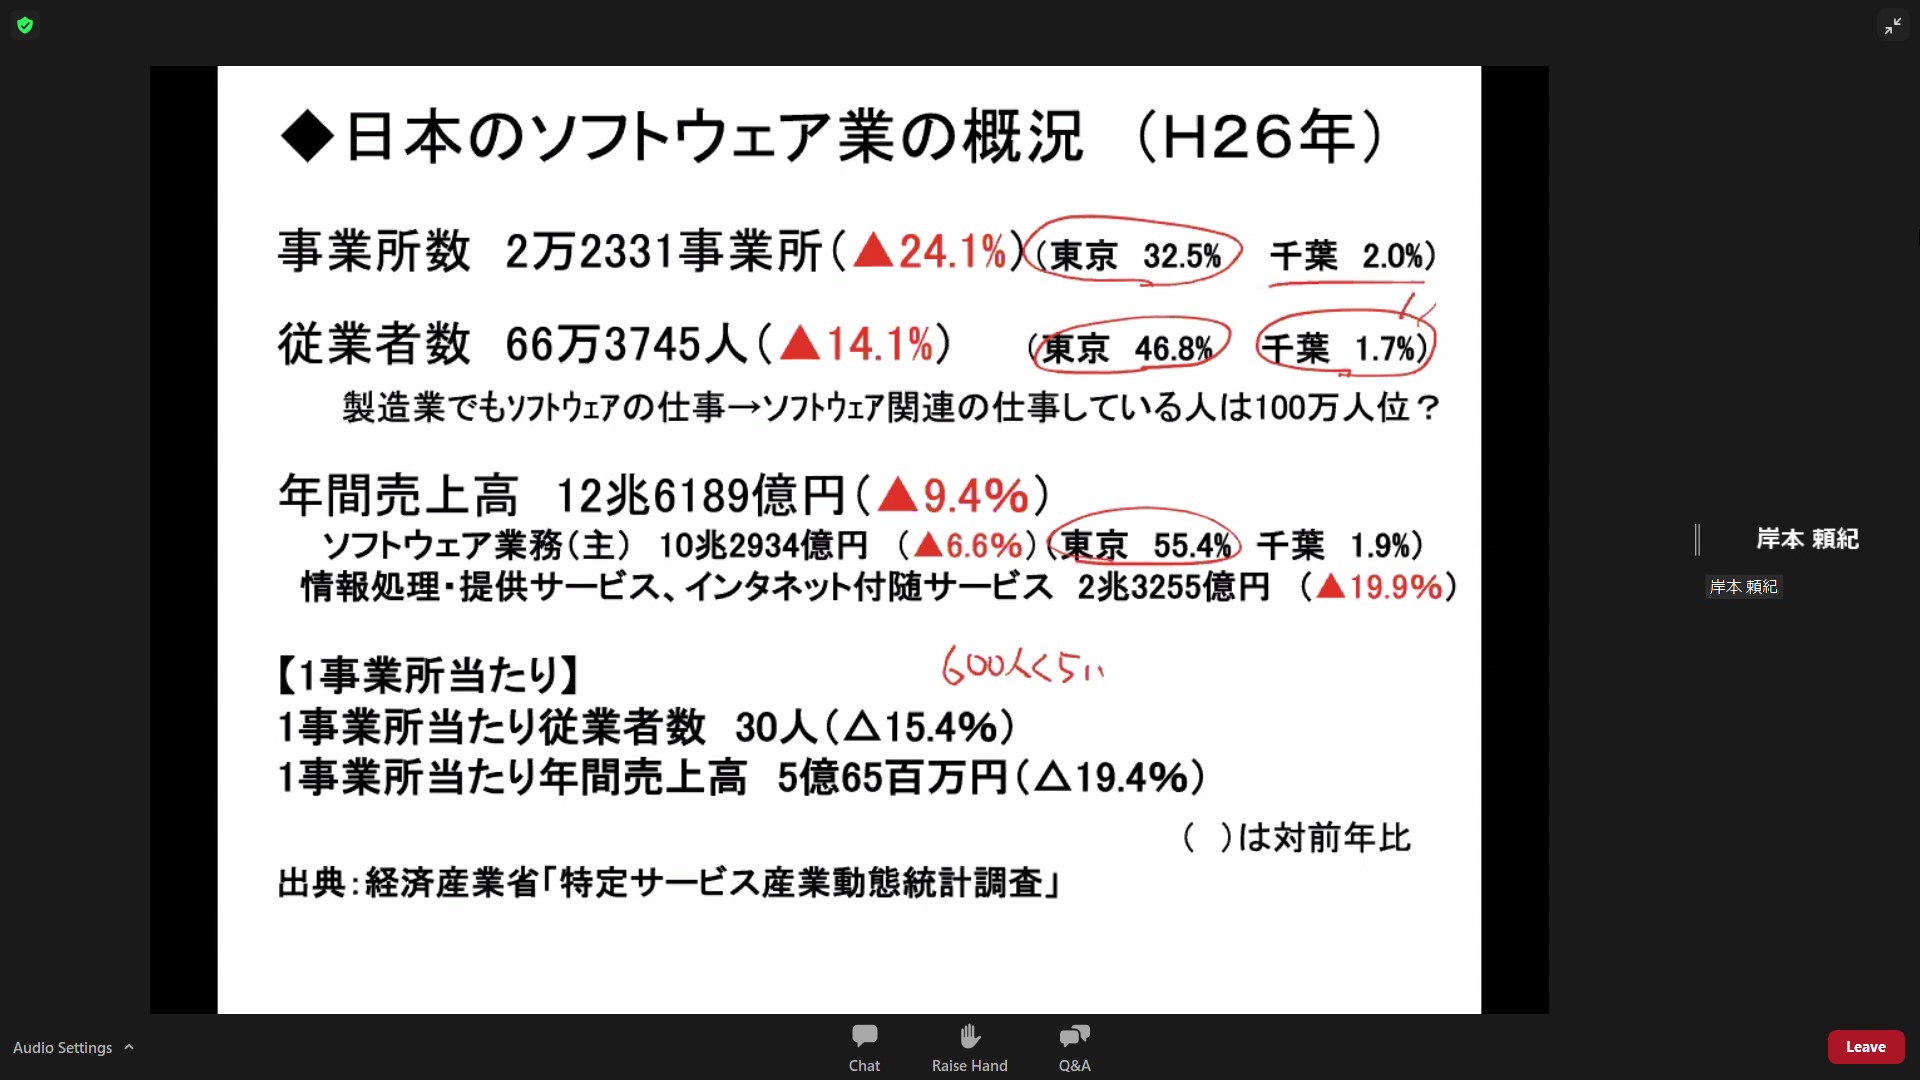 ◆日本のソフトウェア業の概況 (H26年)
事業所数 2万2331事業所(▲24.1%)(東京 32.5% 千葉 2.0%)
従業者数 66万3745人(▲14.1%) (東京 46.8% 千葉 1.7%)
製造業でもｿﾌﾄｳｪｱの仕事→ｿﾌﾄｳｪｱ関連の仕事している人は100万人位？
年間売上高 12兆6189億円(▲9.4%)
ソフトウェア業務(主) 10兆2934億円 (▲6.6%)(東京 55.4% 千葉 1.9%)
情報処理・提供サービス、インタネット付随サービス 2兆3255億円 (▲19.9%)
600人くらい
【1事業所当たり】
1事業所当たり従業者数 30人(△15.4%)
1事業所当たり年間売上高 5億65百万円(△19.4%)
( )は対前年比
出典：経済産業省「特定サービス産業動態統計調査」
岸本 頼紀
岸本 頼紀
Audio Settings
Chat
Raise Hand
Q&A
Leave